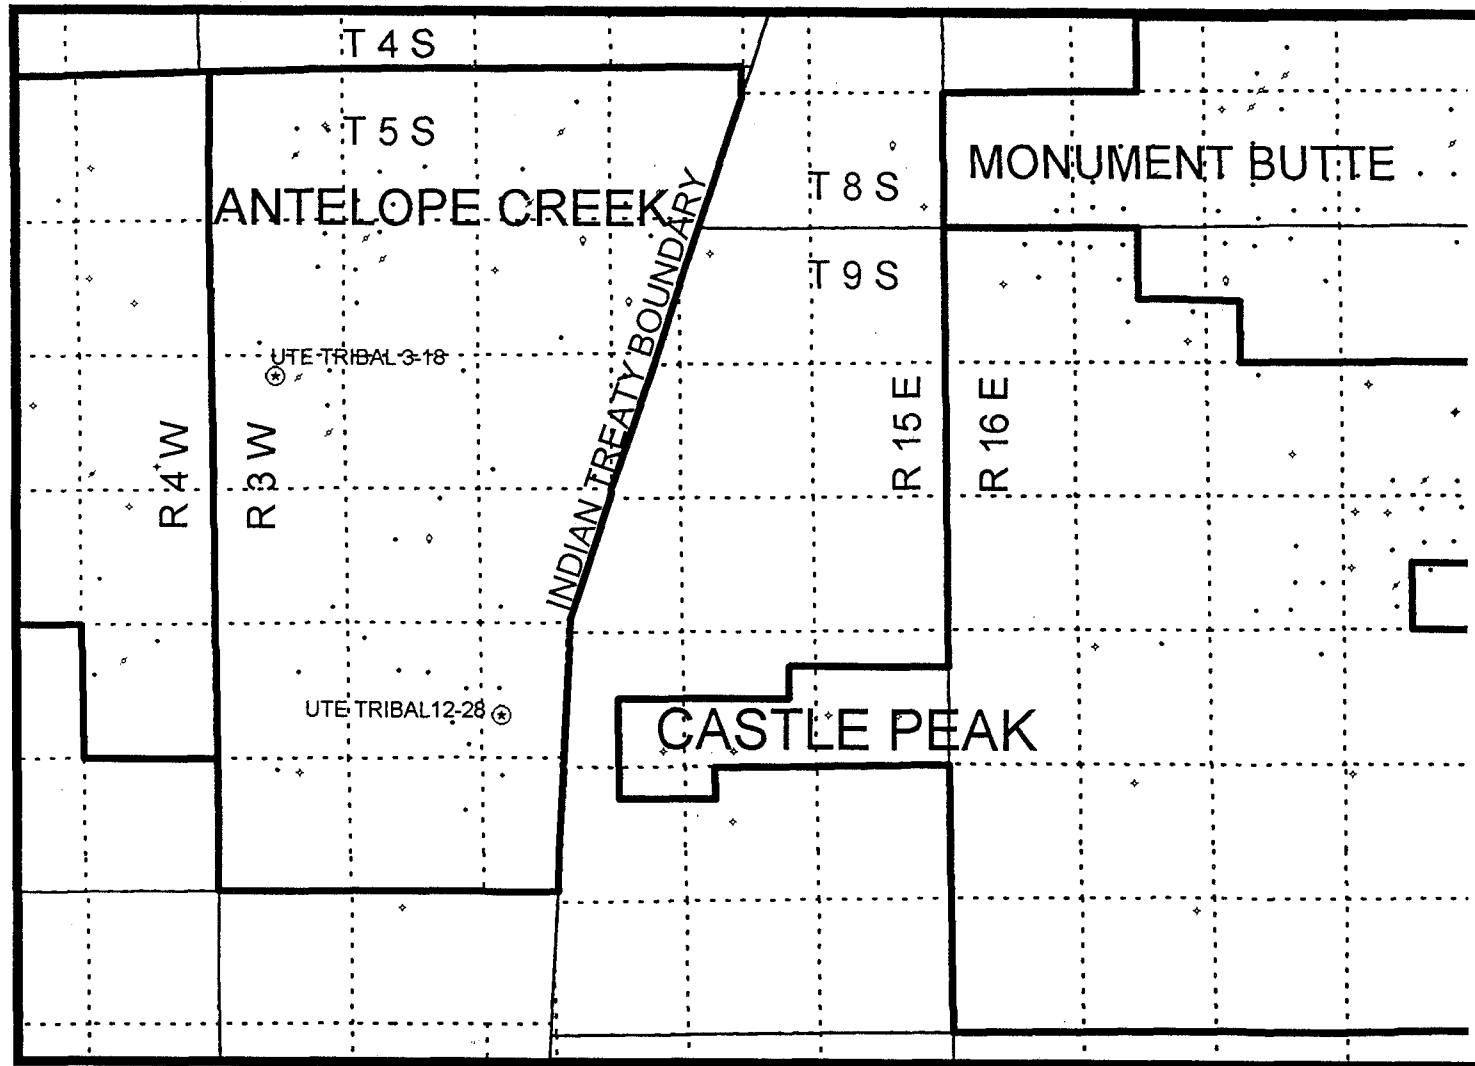 T 4 S
T 5 S
MONUMENT BUTTE
T 8 S
ANTELOPE CREEK
T 9 S
INDIAN TREATY BOUNDARY
UTE TRIBAL 3-18
R 4 W
R 3 W
R 15 E
R 16 E
UTE TRIBAL12-28
CASTLE PEAK